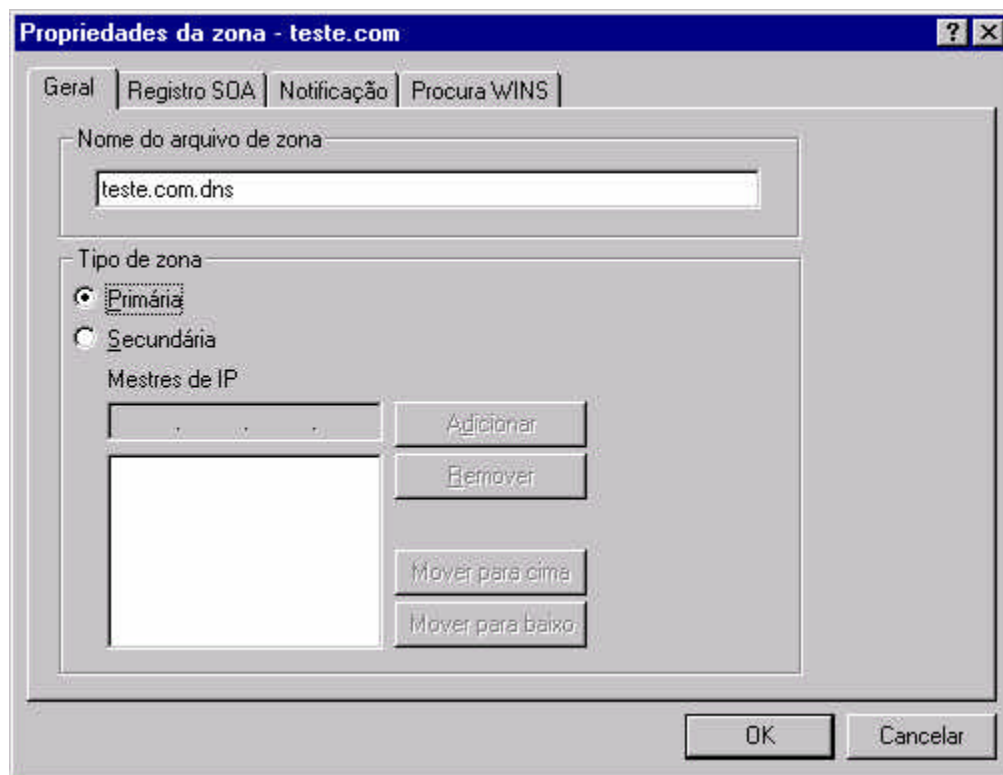 Propriedades da zona - teste.com
Geral Registro SOA Notificação Procura WINS
Nome do arquivo de zona
teste.com.dns
Tipo de zona
Primária
Secundária
Mestres de IP
. . .
Adicionar
Remover
Mover para cima
Mover para baixo
OK Cancelar